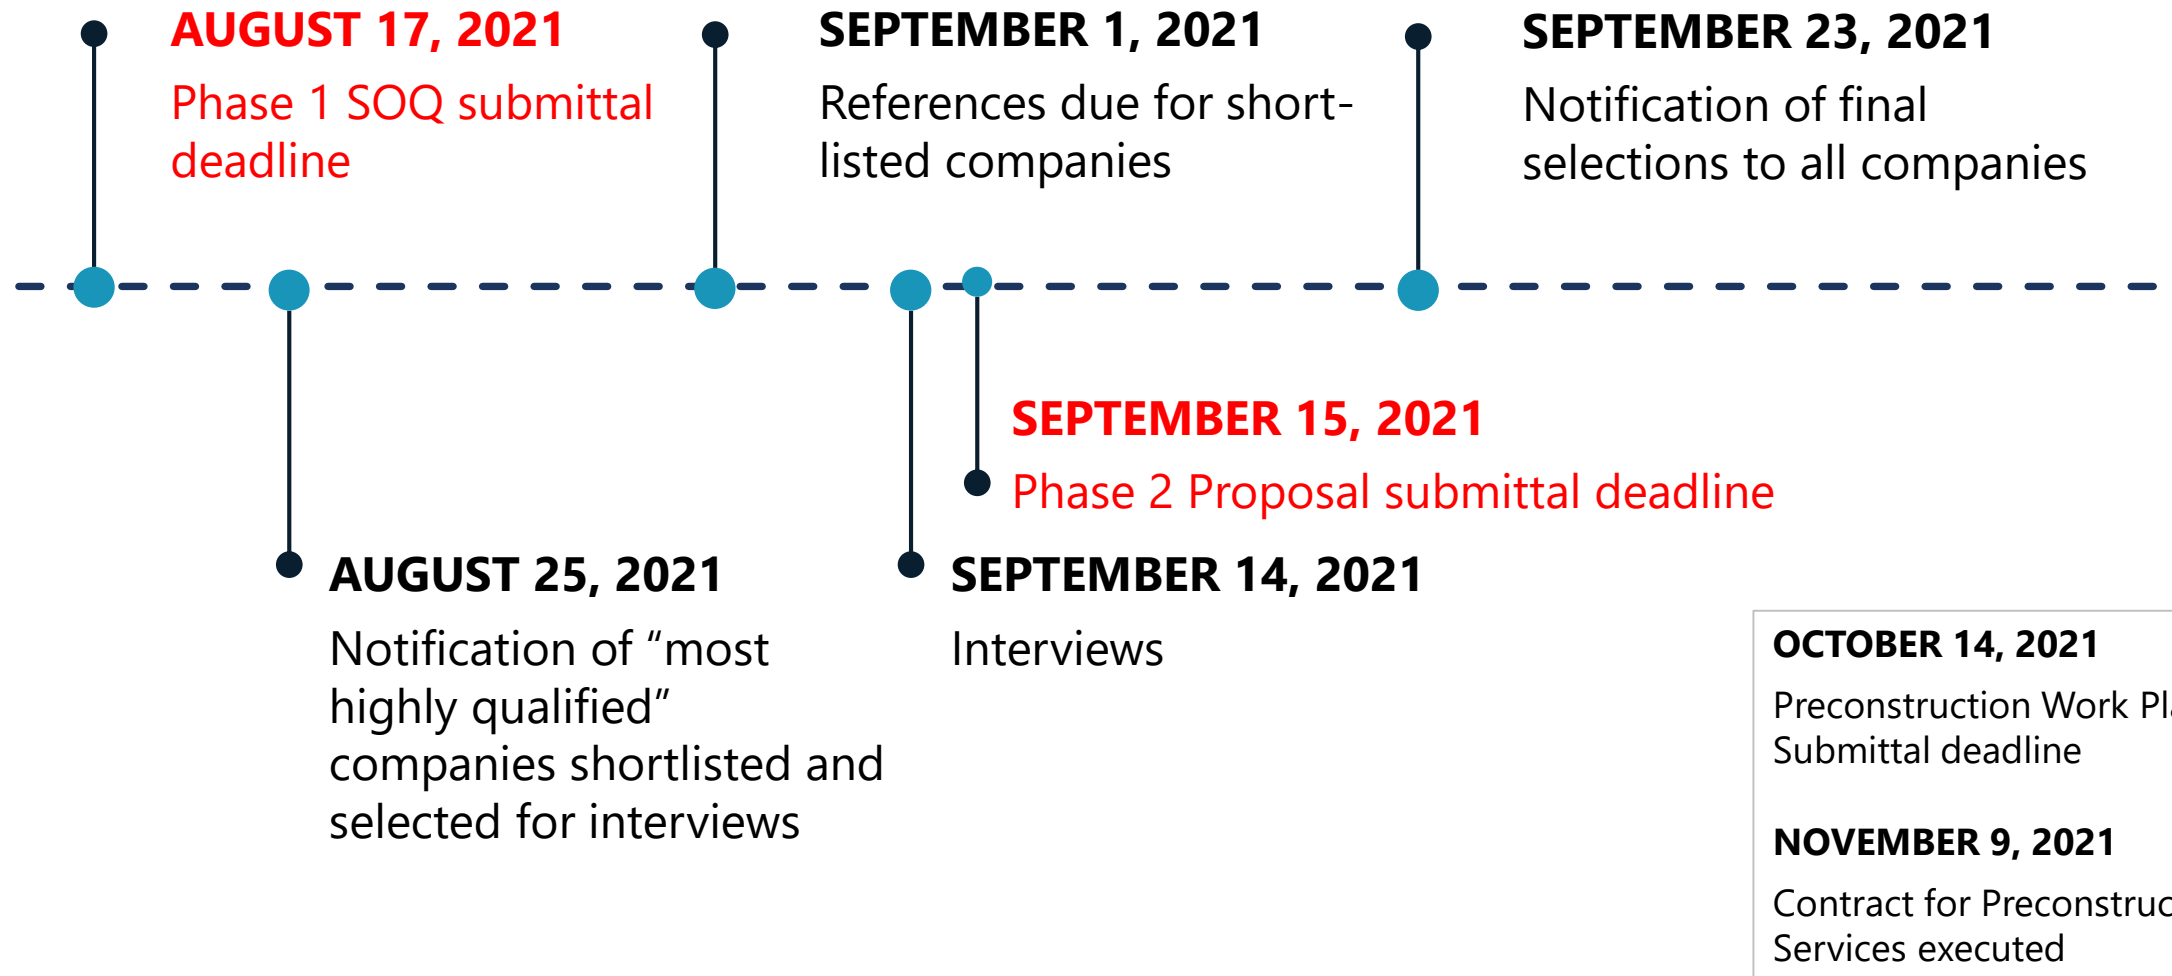 AUGUST 17, 2021
Phase 1 SOQ submittal
deadline
SEPTEMBER 1, 2021
References due for short-
listed companies
SEPTEMBER 23, 2021
Notification of final
selections to all companies
SEPTEMBER 15, 2021
Phase 2 Proposal submittal deadline
AUGUST 25, 2021
Notification of “most
highly qualified”
companies shortlisted and
selected for interviews
SEPTEMBER 14, 2021
Interviews
OCTOBER 14, 2021
Preconstruction Work
Submittal deadline
NOVEMBER 9, 2021
Contract for
Services executed